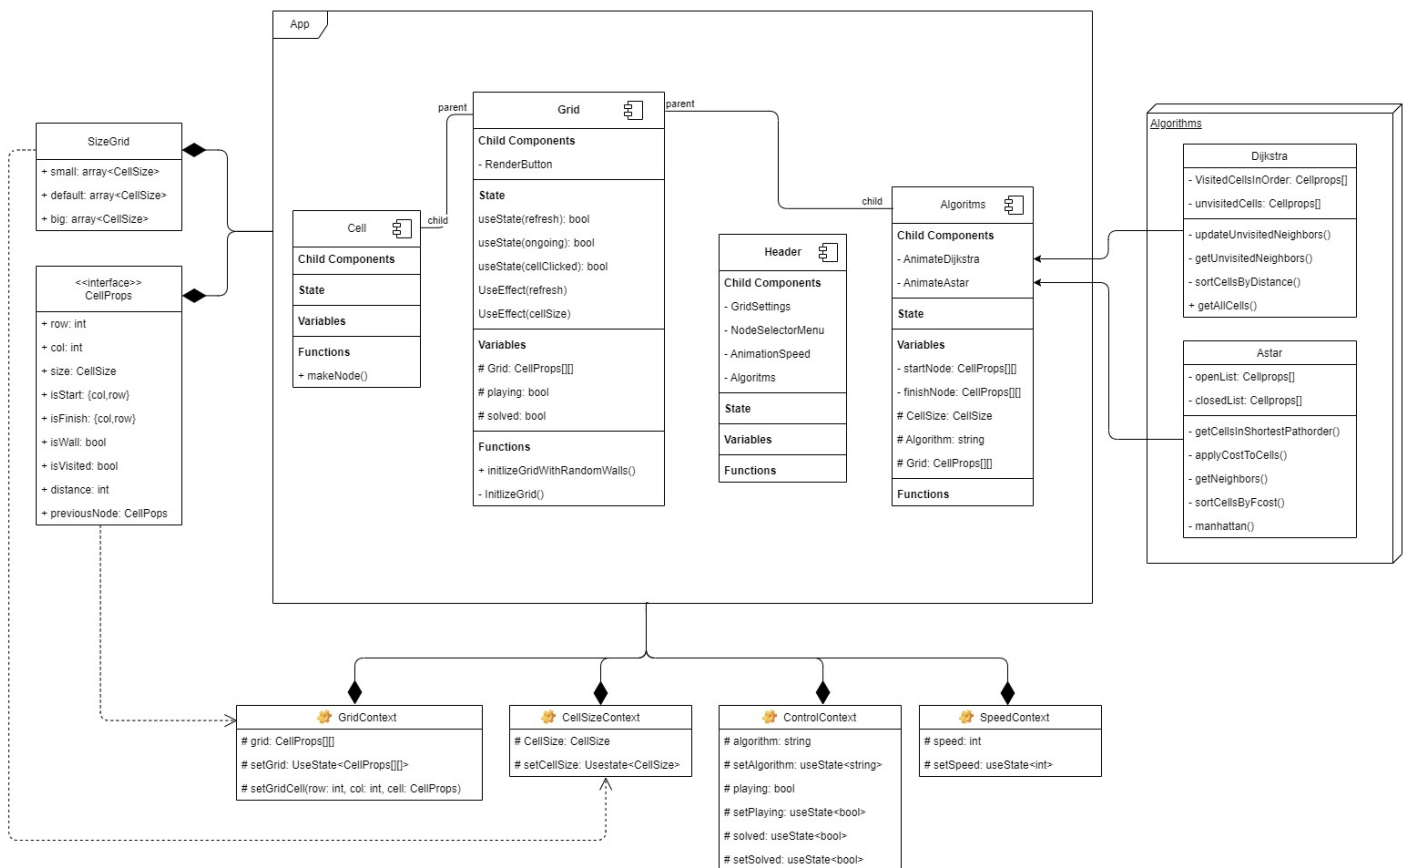 App
SizeGrid
+ small: array<CellSize>
+ default: array<CellSize>
+ big: array<CellSize>
<<interface>>
CellProps
+ row: int
+ col: int
+ size: CellSize
+ isStart: {col,row}
+ isFinish: {col,row}
+ isWall: bool
+ isVisited: bool
+ distance: int
+ previousNode: CellPops
Cell
Child Components
State
Variables
Functions
+ makeNode()
child
parent
Grid
Child Components
- RenderButton
State
useState(refresh): bool
useState(ongoing): bool
useState(cellClicked): bool
UseEffect(refresh)
UseEffect(cellSize)
Variables
# Grid: CellProps[][]
# playing: bool
# solved: bool
Functions
+ initlizeGridWithRandomWalls()
- InitlizeGrid()
parent
child
Header
Child Components
- GridSettings
- NodeSelectorMenu
- AnimationSpeed
- Algoritms
State
Variables
Functions
Algoritms
Child Components
- AnimateDijkstra
- AnimateAstar
State
Variables
- startNode: CellProps[][]
- finishNode: CellProps[][]
# CellSize: CellSize
# Algorithm: string
# Grid: CellProps[][]
Functions
Algorithms
Dijkstra
- VisitedCellsInOrder: Cellprops[]
- unvisitedCells: Cellprops[]
- updateUnvisitedNeighbors()
- getUnvisitedNeighbors()
- sortCellsByDistance()
+ getAllCells()
Astar
- openList: Cellprops[]
- closedList: Cellprops[]
- getCellsInShortestPathorder()
- applyCostToCells()
- getNeighbors()
- sortCellsByFcost()
- manhattan()
GridContext
# grid: CellProps[][]
# setGrid: UseState<CellProps[][]>
# setGridCell(row: int, col: int, cell: CellProps)
CellSizeContext
# CellSize: CellSize
# setCellSize: Usestate<CellSize>
ControlContext
# algorithm: string
# setAlgorithm: useState<string>
# playing: bool
# setPlaying: useState<bool>
# solved: useState<bool>
# setSolved: useState<bool>
SpeedContext
# speed: int
# setSpeed: useState<int>